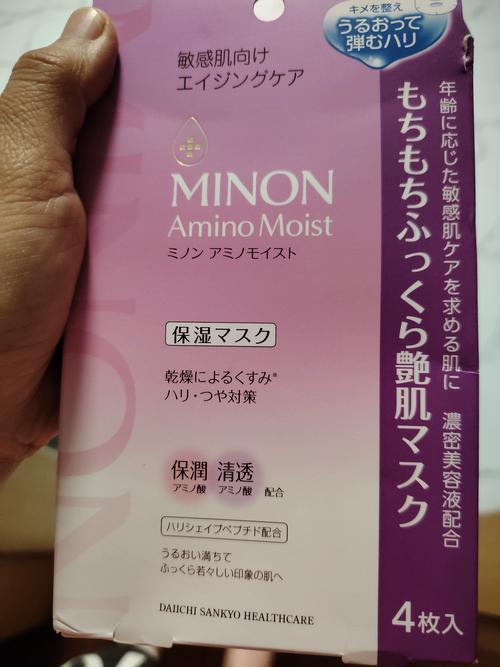 キメを整え
うるおって
弾むハリ
敏感肌向け
エイジングケア
年齢に応じた敏感肌ケアを求める肌に 濃密美容液配合
もちもちふっくら艶肌マスク
MINON
Amino Moist
ミノン アミノモイスト
保湿マスク
乾燥によるくすみ※
ハリ・つや対策
保潤 清透
アミノ酸 アミノ酸 配合
ハリシェイプペプチド配合
うるおい満ちて
ふっくら若々しい印象の肌へ
DAIICHI SANKYO HEALTHCARE
4枚入